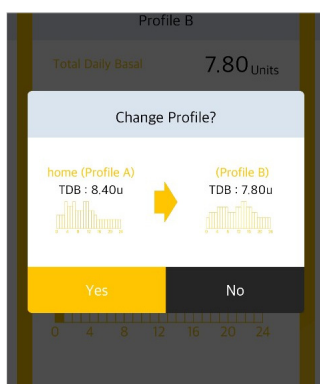 Profile B
Total Daily Basal 7.80 Units
Change Profile?
home (Profile A) (Profile B)
TDB : 8.40u TDB : 7.80u
Yes No
0 4 8 12 16 20 24